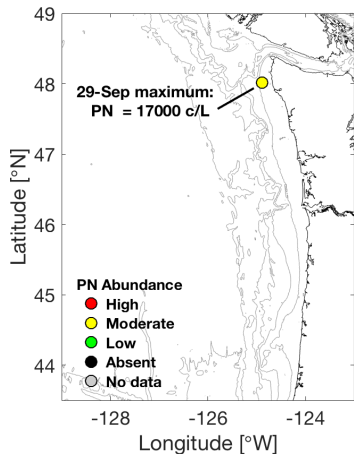 49
48
47
46
45
44
Latitude [°N]
29-Sep maximum:
PN = 17000 c/L
PN Abundance
High
Moderate
Low
Absent
No data
-128
-126
-124
-122
Longitude [°W]